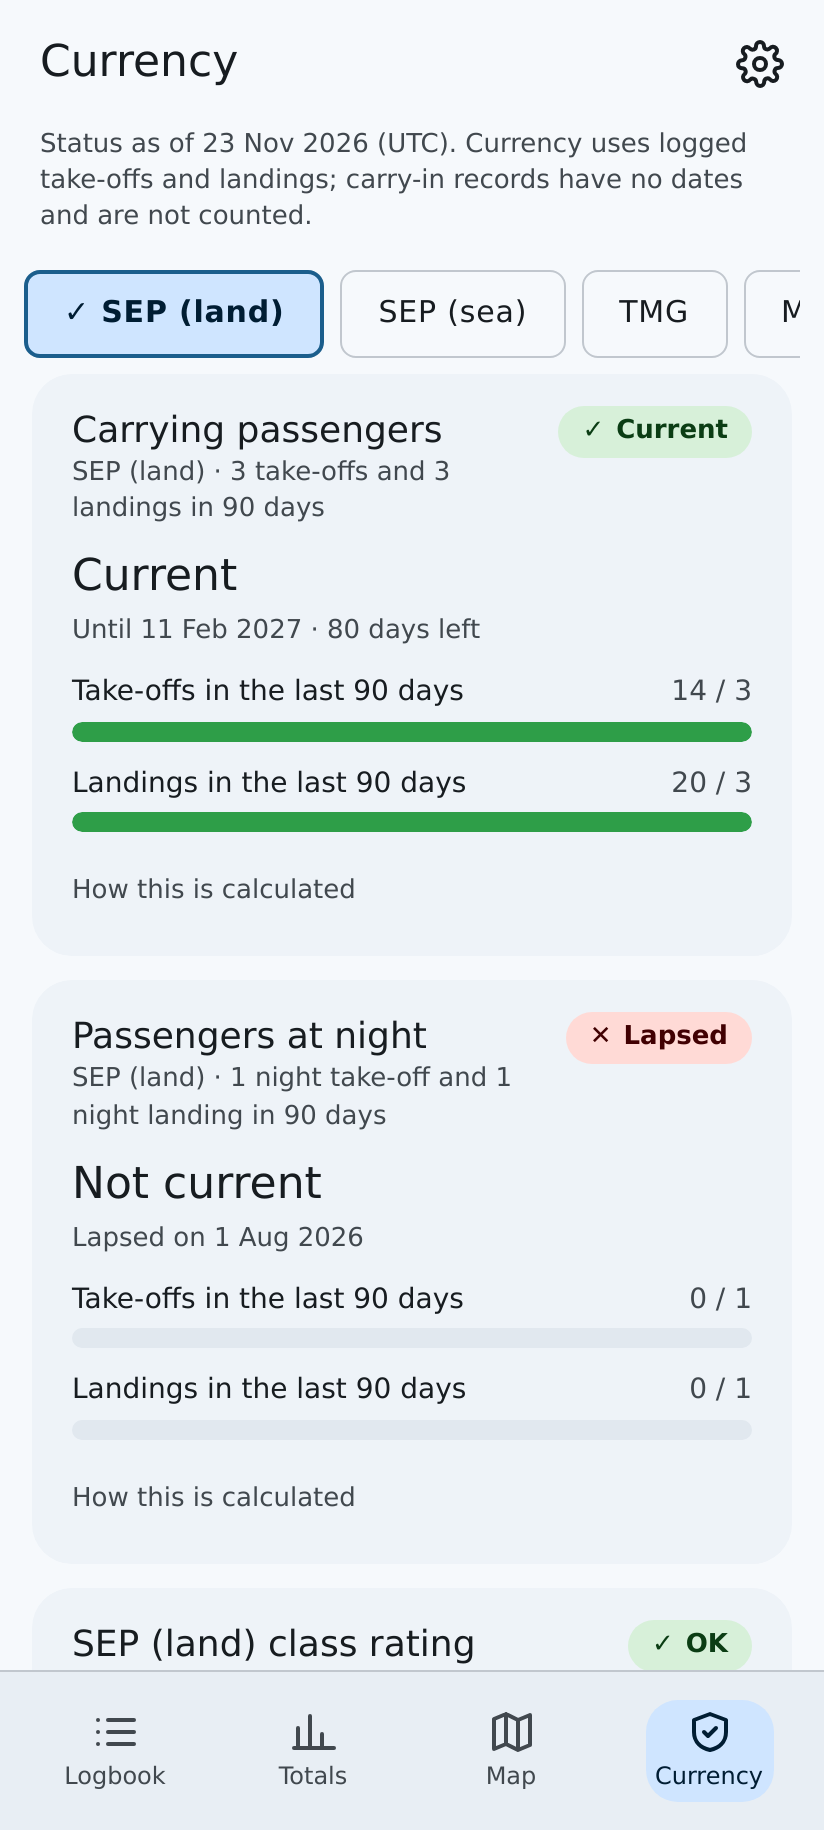 Currency
Status as of 23 Nov 2026 (UTC). Currency uses logged
take-offs and landings; carry-in records have no dates
and are not counted.
✓ SEP (land)
SEP (sea)
TMG
M
Carrying passengers
✓ Current
SEP (land) · 3 take-offs and 3
landings in 90 days
Current
Until 11 Feb 2027 · 80 days left
Take-offs in the last 90 days
14 / 3
Landings in the last 90 days
20 / 3
How this is calculated
Passengers at night
✕ Lapsed
SEP (land) · 1 night take-off and 1
night landing in 90 days
Not current
Lapsed on 1 Aug 2026
Take-offs in the last 90 days
0 / 1
Landings in the last 90 days
0 / 1
How this is calculated
SEP (land) class rating
✓ OK
Logbook
Totals
Map
Currency